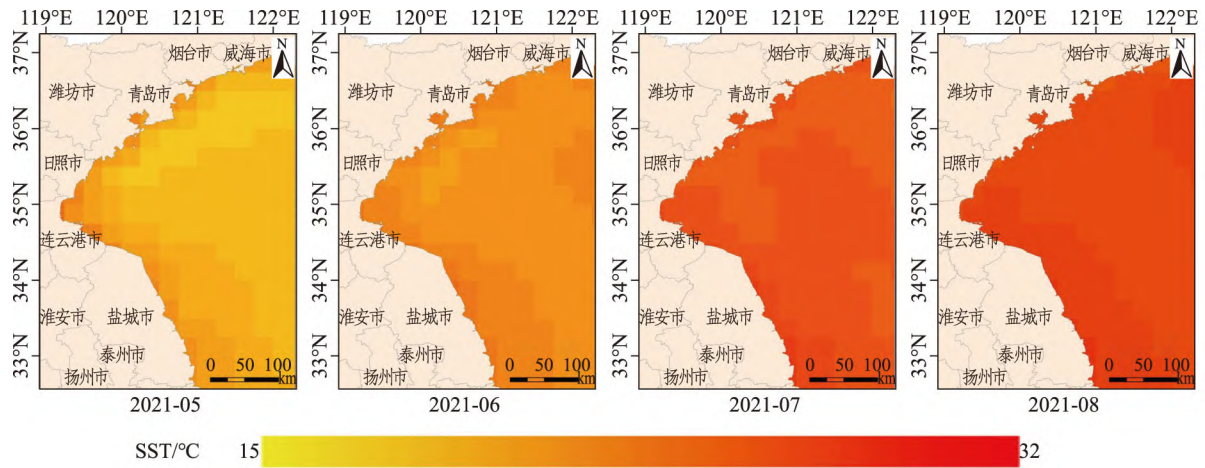 119°E 120°E 121°E 122°E
119°E 120°E 121°E 122°E
119°E 120°E 121°E 122°E
119°E 120°E 121°E 122°E
37°N
36°N
35°N
34°N
33°N
烟台市 威海市
N
潍坊市
青岛市
日照市
连云港市
淮安市 盐城市
泰州市
扬州市
0 50 100
km
2021-05
37°N
36°N
35°N
34°N
33°N
烟台市 威海市
N
潍坊市
青岛市
日照市
连云港市
淮安市 盐城市
泰州市
扬州市
0 50 100
km
2021-06
37°N
36°N
35°N
34°N
33°N
烟台市 威海市
N
潍坊市
青岛市
日照市
连云港市
淮安市 盐城市
泰州市
扬州市
0 50 100
km
2021-07
37°N
36°N
35°N
34°N
33°N
烟台市 威海市
N
潍坊市
青岛市
日照市
连云港市
淮安市 盐城市
泰州市
扬州市
0 50 100
km
2021-08
SST/°C 15 32